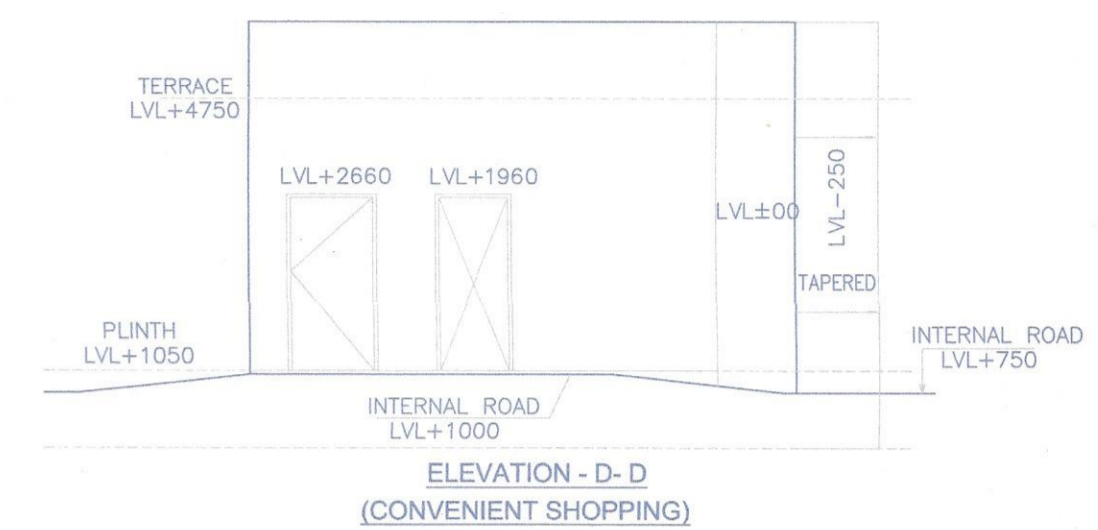 TERRACE
LVL+4750
LVL+2660
LVL+1960
LVL±00
LVL-250
TAPERED
PLINTH
LVL+1050
INTERNAL ROAD
LVL+750
INTERNAL ROAD
LVL+1000
ELEVATION - D- D
(CONVENIENT SHOPPING)